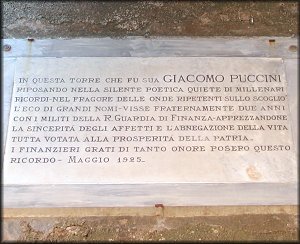 IN QUESTA TORRE CHE FU SUA GIACOMO PUCCINI
RIPOSANDO NELLA SILENTE POETICA QUIETE DI MILLENARI
RICORDI-NEL FRAGORE DELLE ONDE RIPETENTI SULLO SCOGLIO
L'ECO DI GRANDI NOMI-VISSE FRATERNAMENTE DUE ANNI
CON I MILITI DELLA R. GUARDIA DI FINANZA-APPREZZANDONE
LA SINCERITÀ DEGLI AFFETTI E L'ABNEGAZIONE DELLA VITA
TUTTA VOTATA ALLA PROSPERITÀ DELLA PATRIA.
I FINANZIERI GRATI DI TANTO ONORE POSERO QUESTO
RICORDO- MAGGIO 1925.